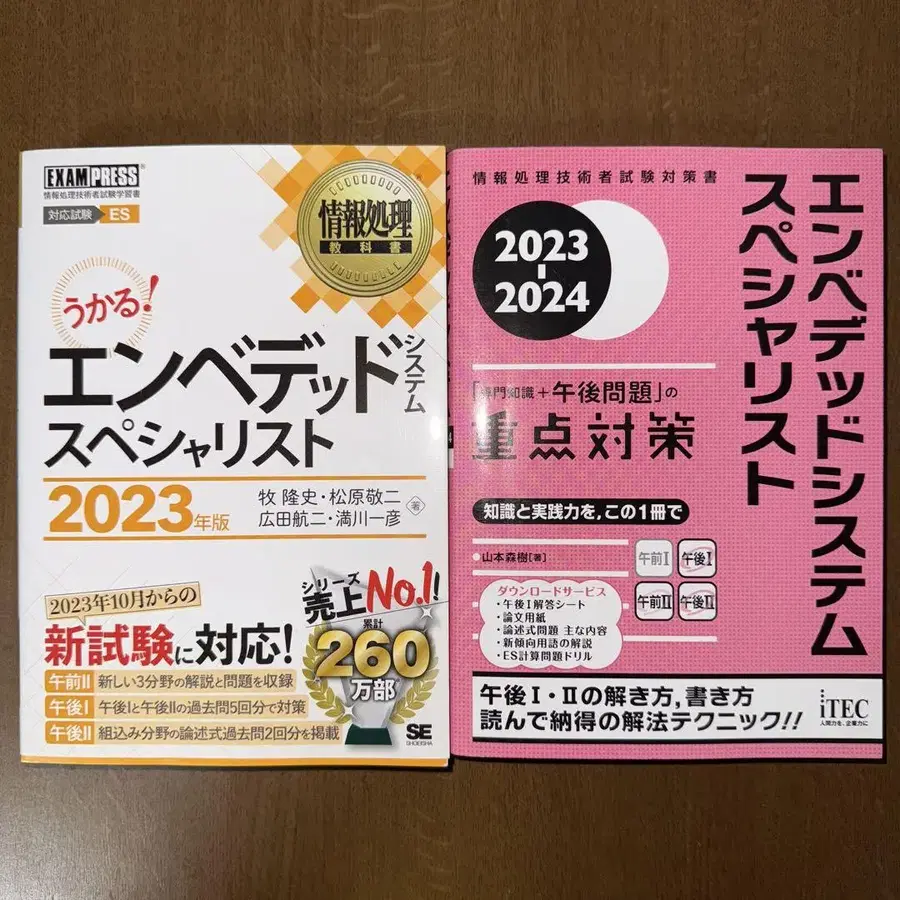 EXAMPRESS®
情報処理技術者試験学習書
対応試験 ES
情報処理
教科書
うかる!
エンベデッドシステム
スペシャリスト
2023年版
牧 隆史・松原敬二
広田航二・満川一彦 著
2023年10月からの
新試験に対応!
午前Ⅱ 新しい3分野の解説と問題を収録
午後Ⅰ 午後Ⅰと午後Ⅱの過去問5回分で対策
午後Ⅱ 組込み分野の論述式過去問2回分を掲載
シリーズ
売上No.1!
累計
260
万部
SE
SHOEISHA
情報処理技術者試験対策書
エンベデッドシステム
スペシャリスト
2023-
2024
「専門知識+午後問題」の
重点対策
知識と実践力を,この1冊で
山本森樹[著]
午前Ⅰ 午後Ⅰ
午前Ⅱ 午後Ⅱ
ダウンロードサービス
・午後Ⅰ解答シート
・論文用紙
・論述式問題 主な内容
・新傾向用語の解説
・ES計算問題ドリル
午後Ⅰ・Ⅱの解き方,書き方
読んで納得の解法テクニック!!
iTEC
人間力を、企業力に